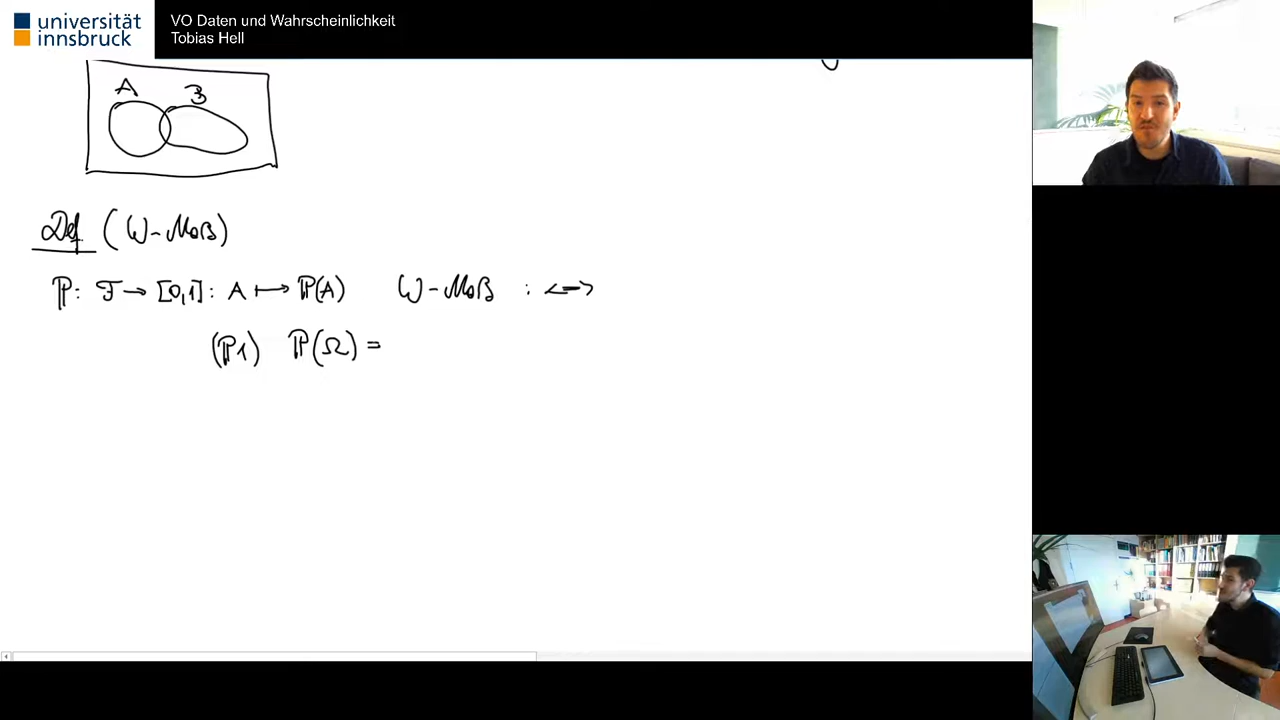 universität
innsbruck
VO Daten und Wahrscheinlichkeit
Tobias Hell
A
B
Def (W-Maß)
ℙ: ℱ → [0,1]: A ↦ ℙ(A) W-Maß :⟺
(ℙ1) ℙ(Ω) =